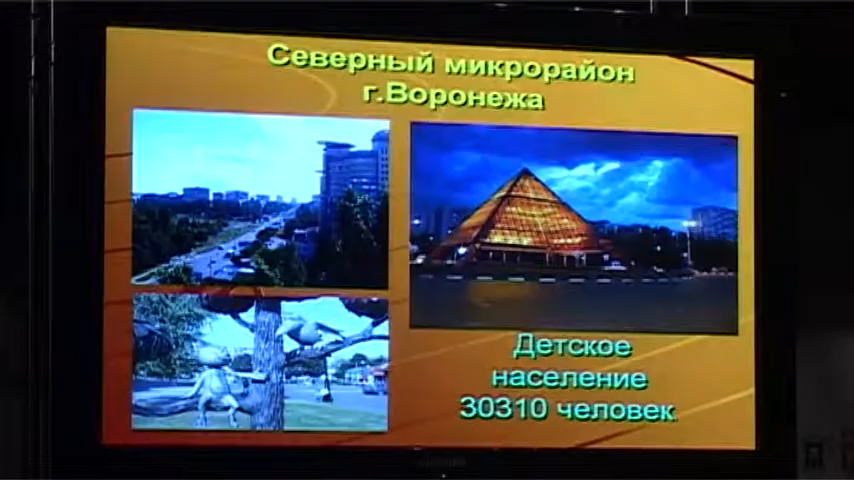 Северный микрорайон
г.Воронежа
Детское
население
30310 человек